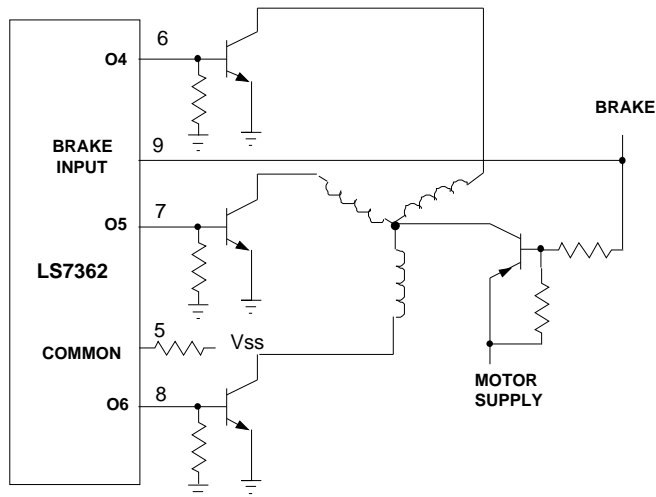 6
O4
BRAKE
BRAKE
INPUT
9
7
O5
LS7362
5
Vss
COMMON
MOTOR
SUPPLY
8
O6